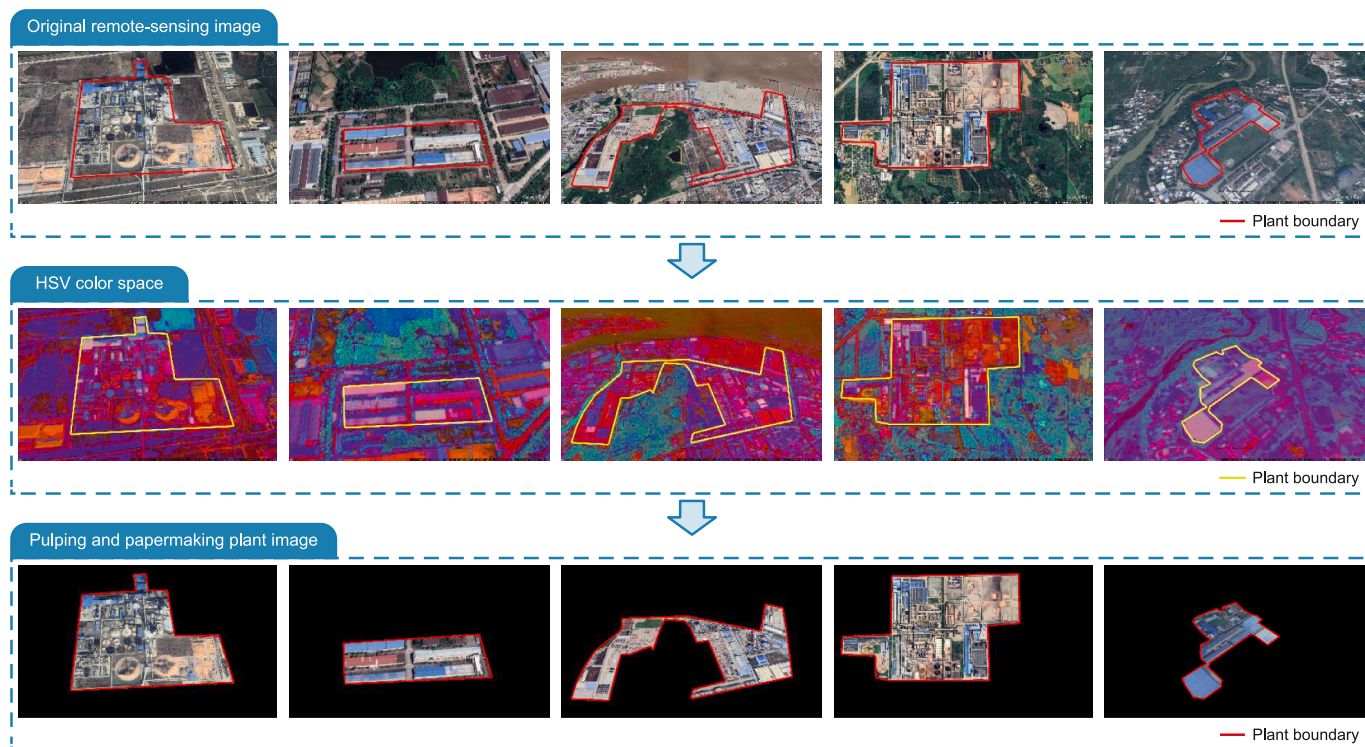 Original remote-sensing image
Plant boundary
HSV color space
Plant boundary
Pulping and papermaking plant image
Plant boundary